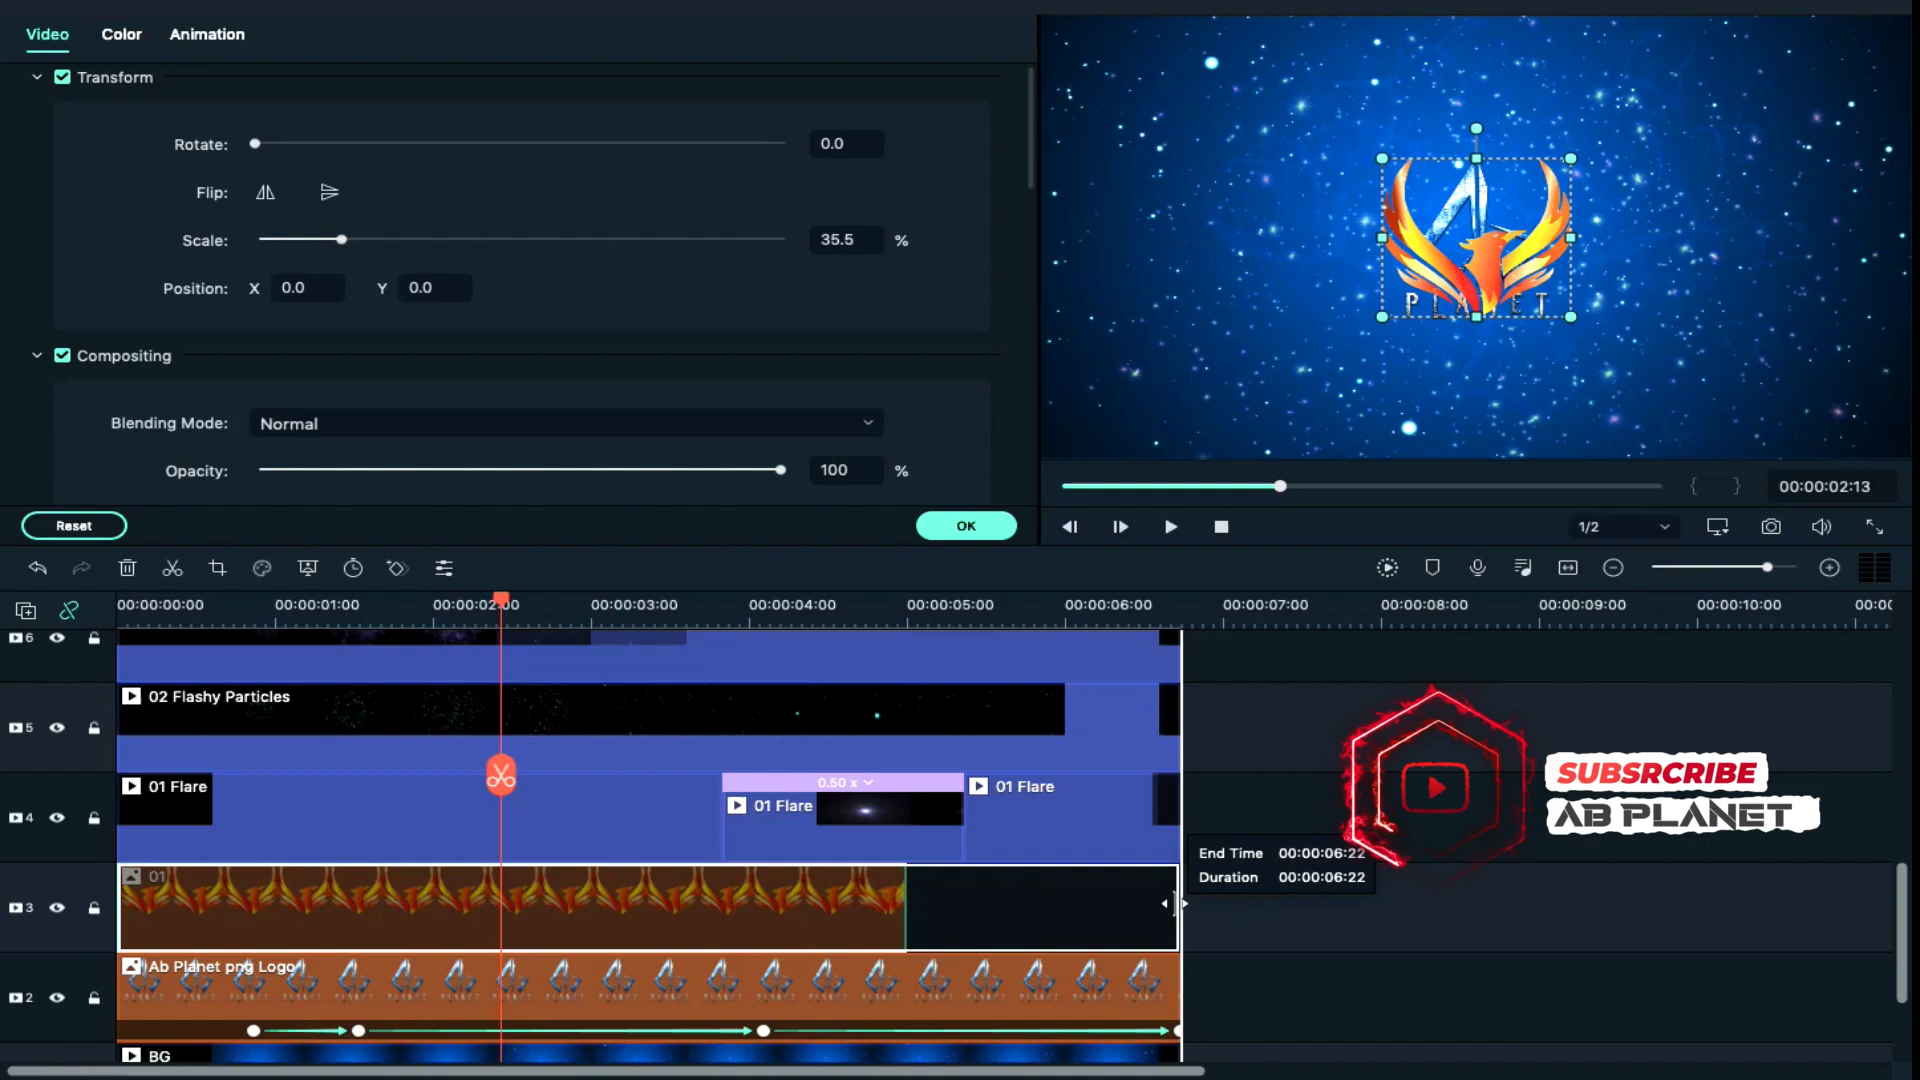 Video Color Animation
Transform
Rotate: 0.0
Flip:
Scale: 35.5 %
Position: X 0.0 Y 0.0
Compositing
Blending Mode: Normal
Opacity: 100 %
Reset OK
PLANET
{ } 00:00:02:13
1/2
00:00:00:00 00:00:01:00 00:00:02:00 00:00:03:00 00:00:04:00 00:00:05:00 00:00:06:00 00:00:07:00 00:00:08:00 00:00:09:00 00:00:10:00 00:0
6
5 02 Flashy Particles
4 01 Flare 0.50 x 01 Flare 01 Flare
SUBSRCRIBE
AB PLANET
End Time 00:00:06:22
Duration 00:00:06:22
3 01
2 Ab Planet png Logo
BG